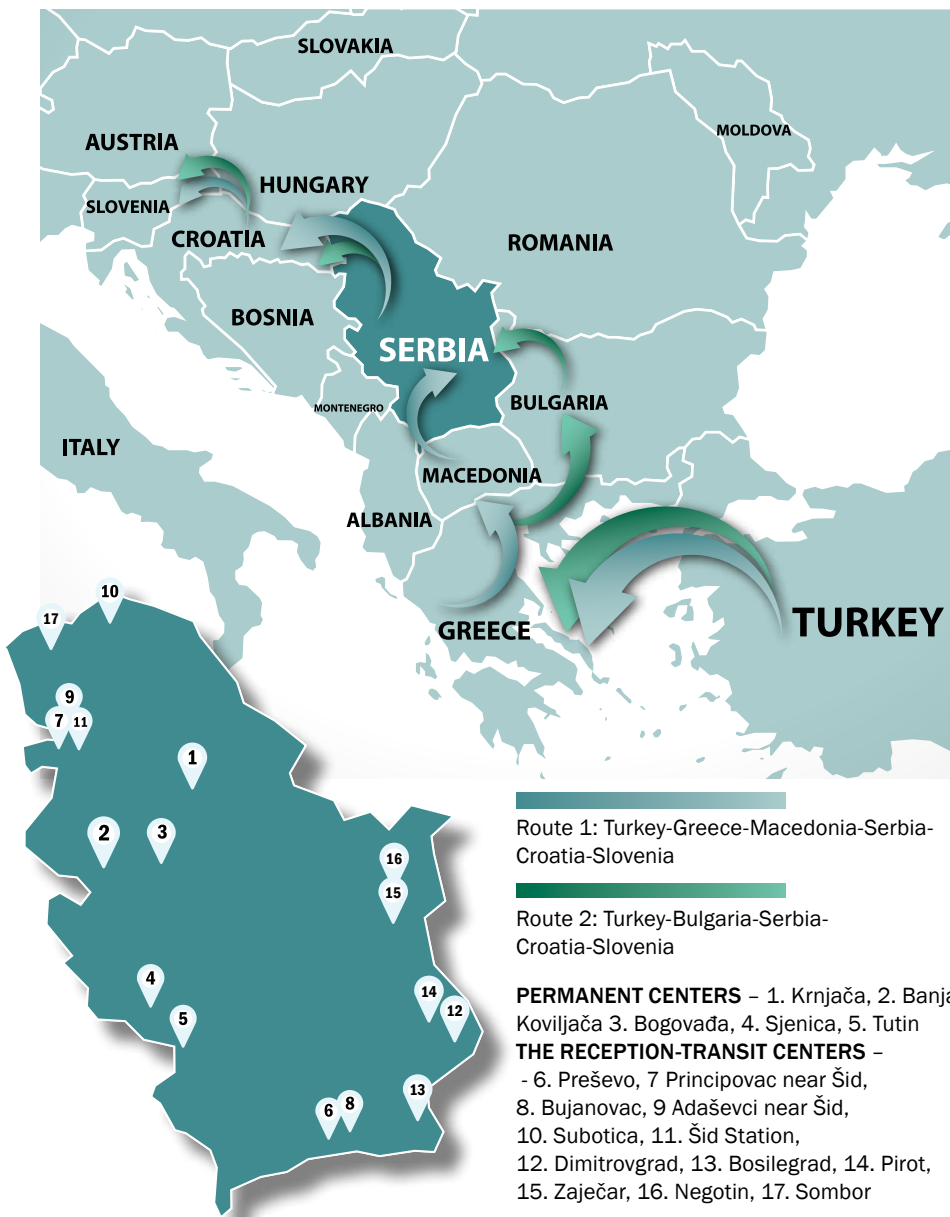 SLOVAKIA
MOLDOVA
AUSTRIA
HUNGARY
SLOVENIA
CROATIA
ROMANIA
BOSNIA
SERBIA
MONTENEGRO
BULGARIA
ITALY
MACEDONIA
ALBANIA
TURKEY
GREECE
10
17
9
7
11
1
2
3
16
15
4
14
5
12
13
6
8
Route 1: Turkey-Greece-Macedonia-Serbia-
Croatia-Slovenia
Route 2: Turkey-Bulgaria-Serbia-
Croatia-Slovenia
PERMANENT CENTERS – 1. Krnjača, 2. Banja
Koviljača 3. Bogovađa, 4. Sjenica, 5. Tutin
THE RECEPTION-TRANSIT CENTERS –
- 6. Preševo, 7 Principovac near Šid,
8. Bujanovac, 9 Adaševci near Šid,
10. Subotica, 11. Šid Station,
12. Dimitrovgrad, 13. Bosilegrad, 14. Pirot,
15. Zaječar, 16. Negotin, 17. Sombor